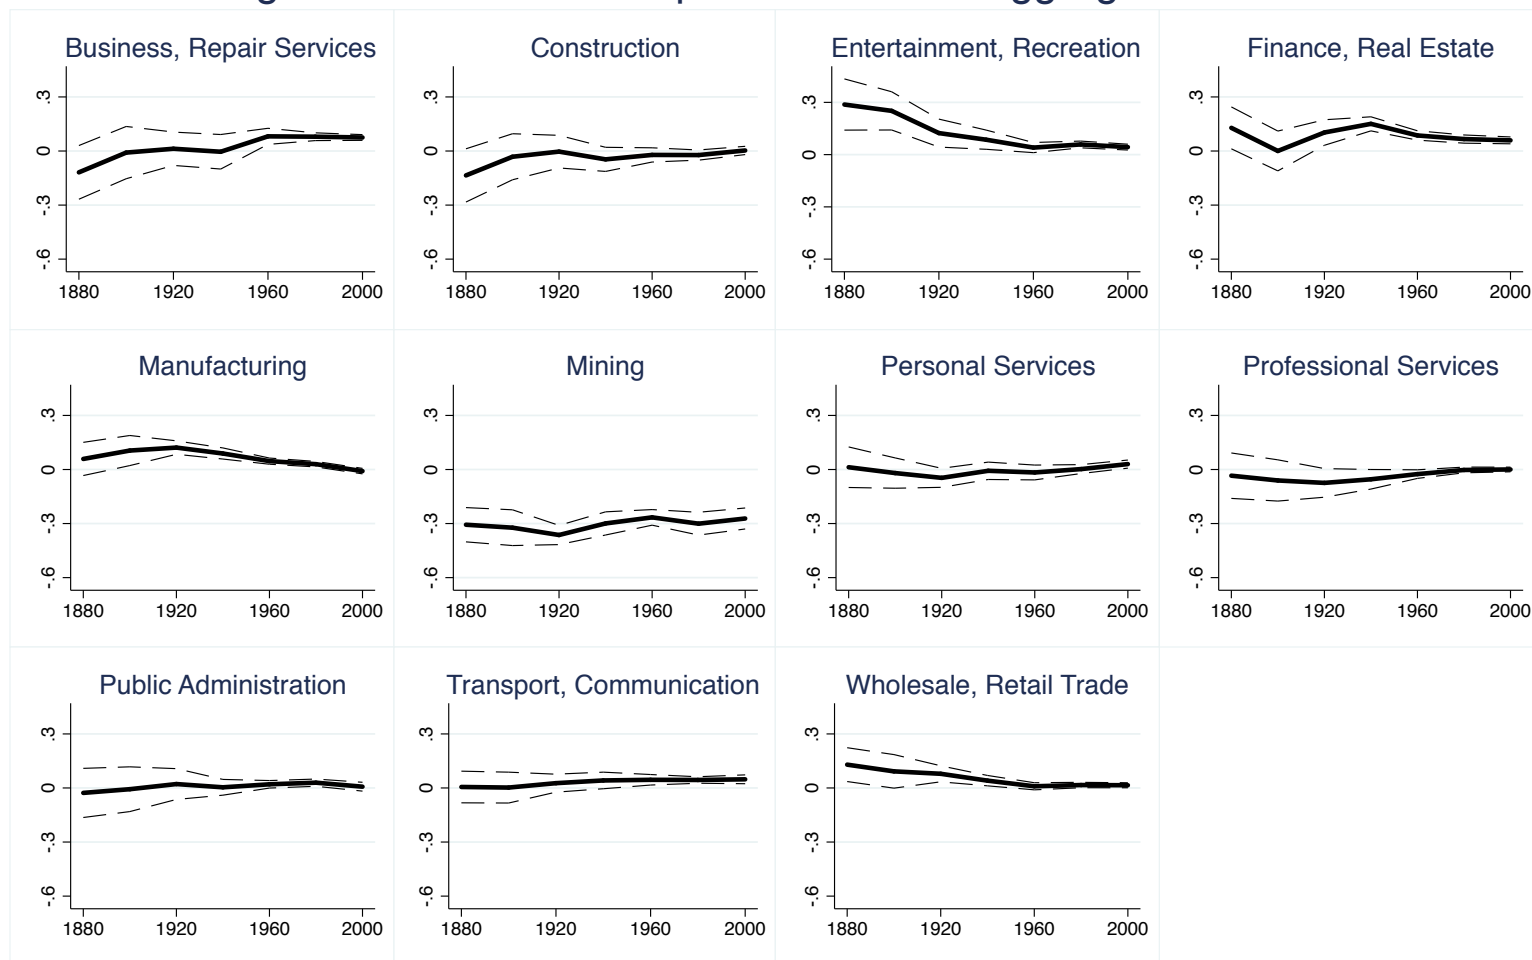 Business, Repair Services
Construction
Entertainment, Recreation
Finance, Real Estate
.3
0
-.3
-.6
1880 1920 1960 2000
.3
0
-.3
-.6
1880 1920 1960 2000
.3
0
-.3
-.6
1880 1920 1960 2000
.3
0
-.3
-.6
1880 1920 1960 2000
Manufacturing
Mining
Personal Services
Professional Services
.3
0
-.3
-.6
1880 1920 1960 2000
.3
0
-.3
-.6
1880 1920 1960 2000
.3
0
-.3
-.6
1880 1920 1960 2000
.3
0
-.3
-.6
1880 1920 1960 2000
Public Administration
Transport, Communication
Wholesale, Retail Trade
.3
0
-.3
-.6
1880 1920 1960 2000
.3
0
-.3
-.6
1880 1920 1960 2000
.3
0
-.3
-.6
1880 1920 1960 2000